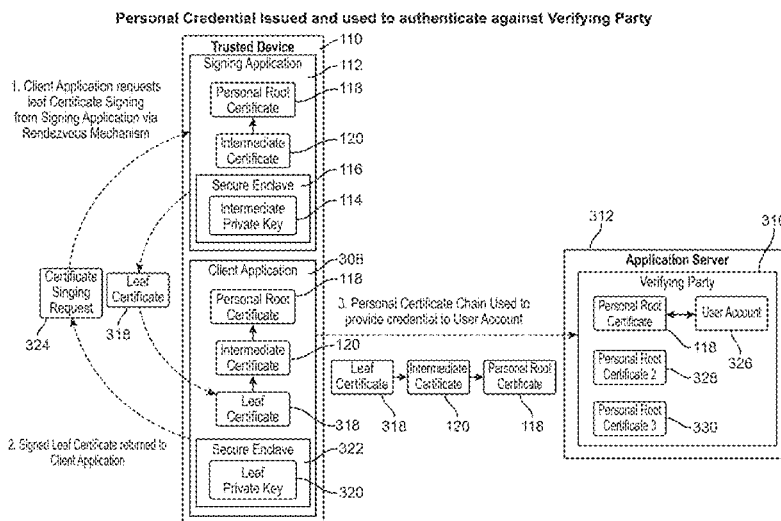 Personal Credential Issued and used to authenticate against Verifying Party
110
Trusted Device
Signing Application
112
118
Personal Root
Certificate
1. Client Application requests
leaf Certificate Signing
from Signing Application via
Rendezvous Mechanism
120
Intermediate
Certificate
116
Secure Enclave
114
Intermediate
Private Key
Client Application
308
118
Personal Root
Certificate
Certificate
Singing
Request
324
Leaf
Certificate
318
120
Intermediate
Certificate
Leaf
Certificate
318
2. Signed Leaf Certificate returned to
Client Application
Secure Enclave
322
Leaf
Private Key
320
3. Personal Certificate Chain Used to
provide credential to User Account
Leaf
Certificate
318
Intermediate
Certificate
120
Personal Root
Certificate
118
312
310
Application Server
Verifying Party
Personal Root
Certificate
118
User Account
326
Personal Root
Certificate 2
328
Personal Root
Certificate 3
330